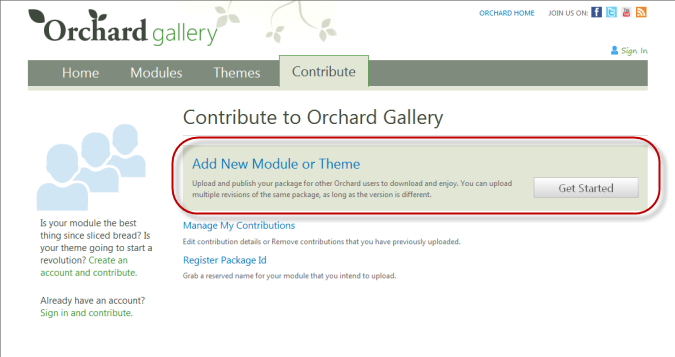 Orchard gallery
ORCHARD HOME
JOIN US ON:
Sign In
Home
Modules
Themes
Contribute
Contribute to Orchard Gallery
Add New Module or Theme
Upload and publish your package for other Orchard users to download and enjoy. You can upload
multiple revisions of the same package, as long as the version is different.
Get Started
Manage My Contributions
Edit contribution details or Remove contributions that you have previously uploaded.
Register Package Id
Grab a reserved name for your module that you intend to upload.
Is your module the best
thing since sliced bread? Is
your theme going to start a
revolution? Create an
account and contribute.
Already have an account?
Sign in and contribute.